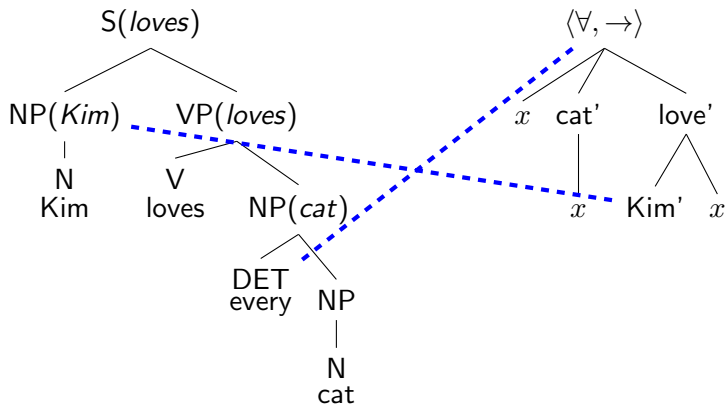 S(loves) ⟨∀, →⟩
NP(Kim) VP(loves) x cat' love'
N V
Kim loves NP(cat) x Kim' x
DET
every NP
N
cat